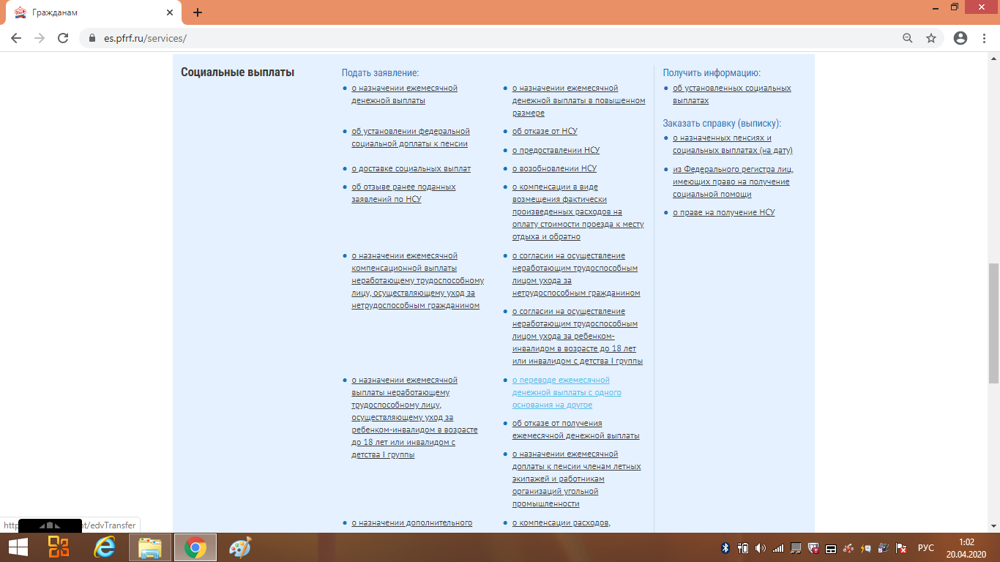 Гражданам
es.pfrf.ru/services/
Социальные выплаты
Подать заявление:
о назначении ежемесячной
денежной выплаты
об установлении федеральной
социальной доплаты к пенсии
о доставке социальных выплат
об отзыве ранее поданных
заявлений по НСУ
о назначении ежемесячной
компенсационной выплаты
неработающему трудоспособному
лицу, осуществляющему уход за
нетрудоспособным гражданином
о назначении ежемесячной
выплаты неработающему
трудоспособному лицу,
осуществляющему уход за
ребенком-инвалидом в возрасте
до 18 лет или инвалидом с
детства I группы
о назначении дополнительного
о назначении ежемесячной
денежной выплаты в повышенном
размере
об отказе от НСУ
о предоставлении НСУ
о возобновлении НСУ
о компенсации в виде
возмещения фактически
произведенных расходов на
оплату стоимости проезда к месту
отдыха и обратно
о согласии на осуществление
неработающим трудоспособным
лицом ухода за
нетрудоспособным гражданином
о согласии на осуществление
неработающим трудоспособным
лицом ухода за ребенком-
инвалидом в возрасте до 18 лет
или инвалидом с детства I группы
о переводе ежемесячной
денежной выплаты с одного
основания на другое
об отказе от получения
ежемесячной денежной выплаты
о назначении ежемесячной
доплаты к пенсии членам летных
экипажей и работникам
организаций угольной
промышленности
о компенсации расходов,
Получить информацию:
об установленных социальных
выплатах
Заказать справку (выписку):
о назначенных пенсиях и
социальных выплатах (на дату)
из Федерального регистра лиц,
имеющих право на получение
социальной помощи
о праве на получение НСУ
http nt/edvTransfer
РУС
1:02
20.04.2020